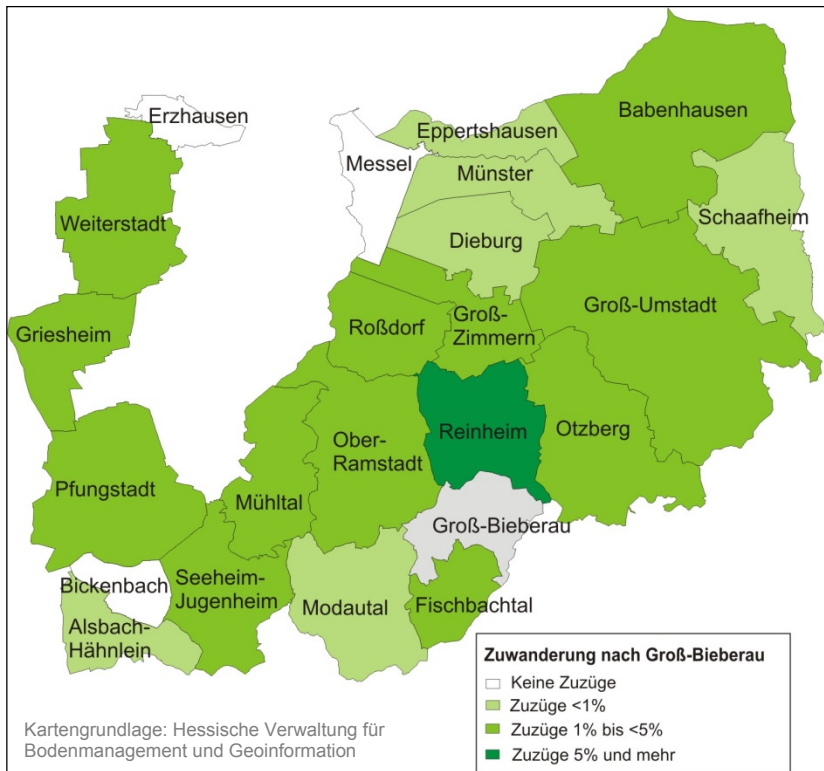 Erzhausen
Babenhausen
Eppertshausen
Messel
Münster
Weiterstadt
Schaafheim
Dieburg
Groß-Umstadt
Griesheim
Roßdorf
Groß-
Zimmern
Reinheim
Otzberg
Ober-
Ramstadt
Pfungstadt
Mühltal
Groß-Bieberau
Bickenbach
Seeheim-
Jugenheim
Modautal
Fischbachtal
Alsbach-
Hähnlein
Zuwanderung nach Groß-Bieberau
Keine Zuzüge
Zuzüge <1%
Zuzüge 1% bis <5%
Zuzüge 5% und mehr
Kartengrundlage: Hessische Verwaltung für
Bodenmanagement und Geoinformation